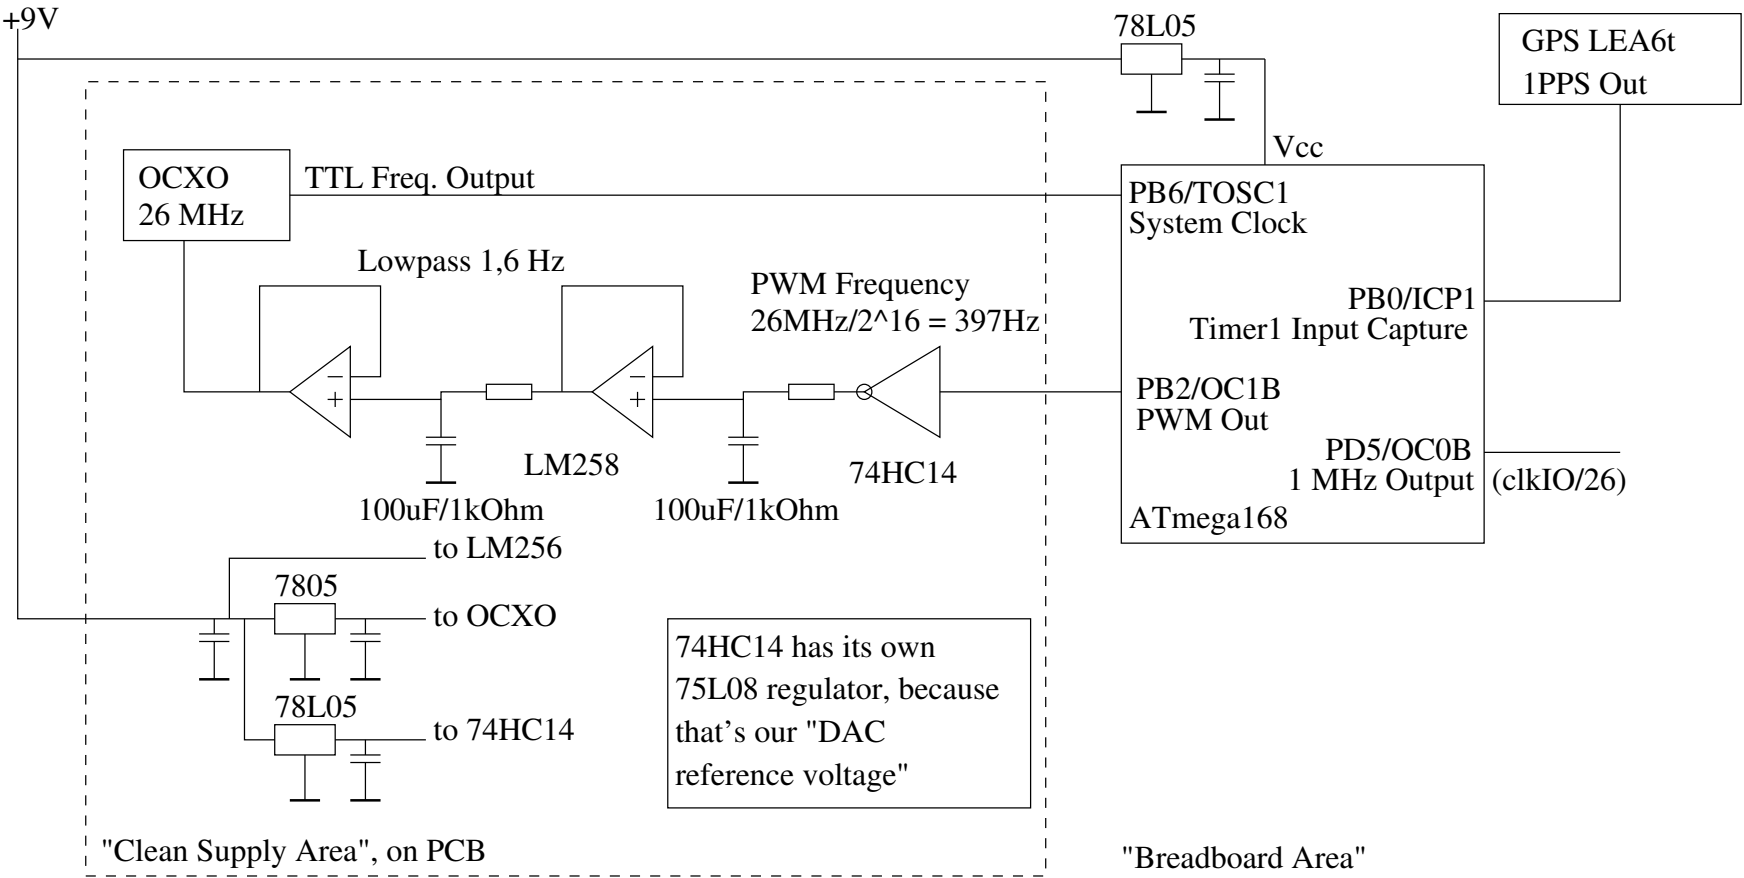 +9V
78L05
GPS LEA6t
1PPS Out
Vcc
OCXO
26 MHz
TTL Freq. Output
PB6/TOSC1
System Clock
Lowpass 1,6 Hz
PWM Frequency
26MHz/2^16 = 397Hz
PB0/ICP1
Timer1 Input Capture
−
+
−
+
PB2/OC1B
PWM Out
LM258
74HC14
PD5/OC0B
1 MHz Output
(clkIO/26)
100uF/1kOhm
100uF/1kOhm
ATmega168
to LM256
7805
to OCXO
78L05
to 74HC14
74HC14 has its own
75L08 regulator, because
that's our "DAC
reference voltage"
"Clean Supply Area", on PCB
"Breadboard Area"